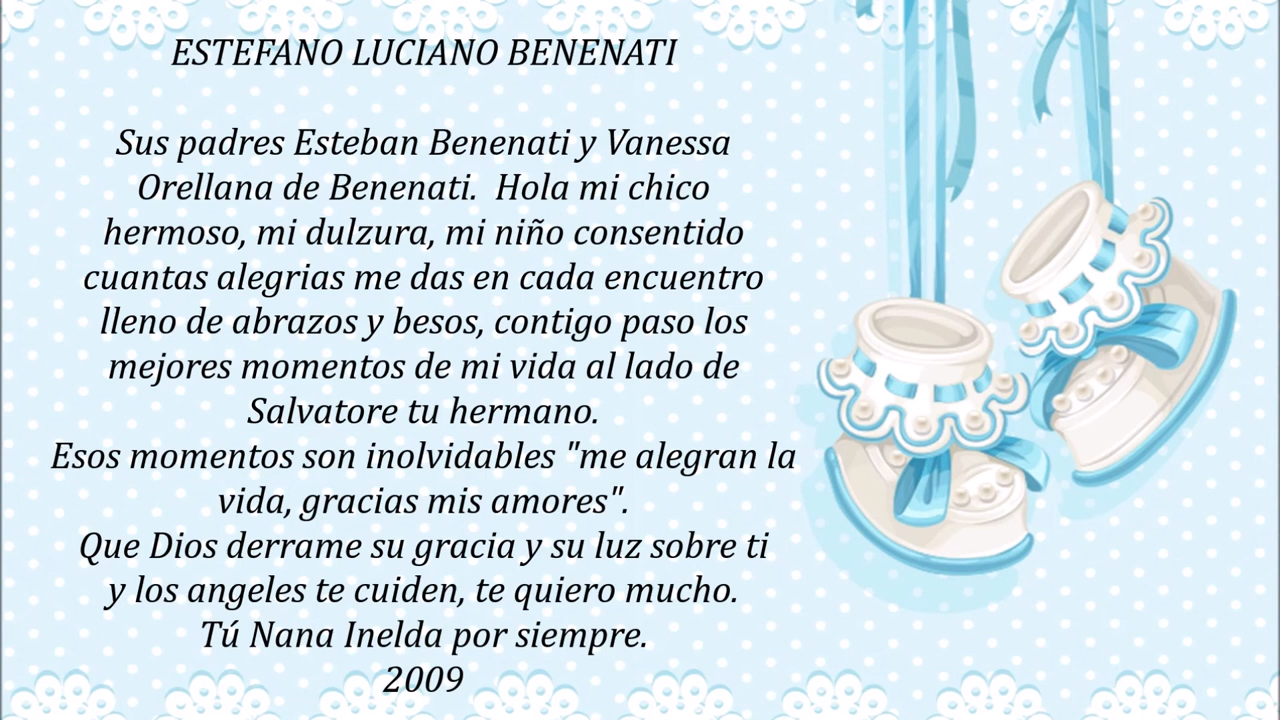 ESTEFANO LUCIANO BENENATI
Sus padres Esteban Benenati y Vanessa
Orellana de Benenati.  Hola mi chico
hermoso, mi dulzura, mi niño consentido
cuantas alegrias me das en cada encuentro
lleno de abrazos y besos, contigo paso los
mejores momentos de mi vida al lado de
Salvatore tu hermano.
Esos momentos son inolvidables "me alegran la
vida, gracias mis amores".
Que Dios derrame su gracia y su luz sobre ti
y los angeles te cuiden, te quiero mucho.
Tú Nana Inelda por siempre.
2009